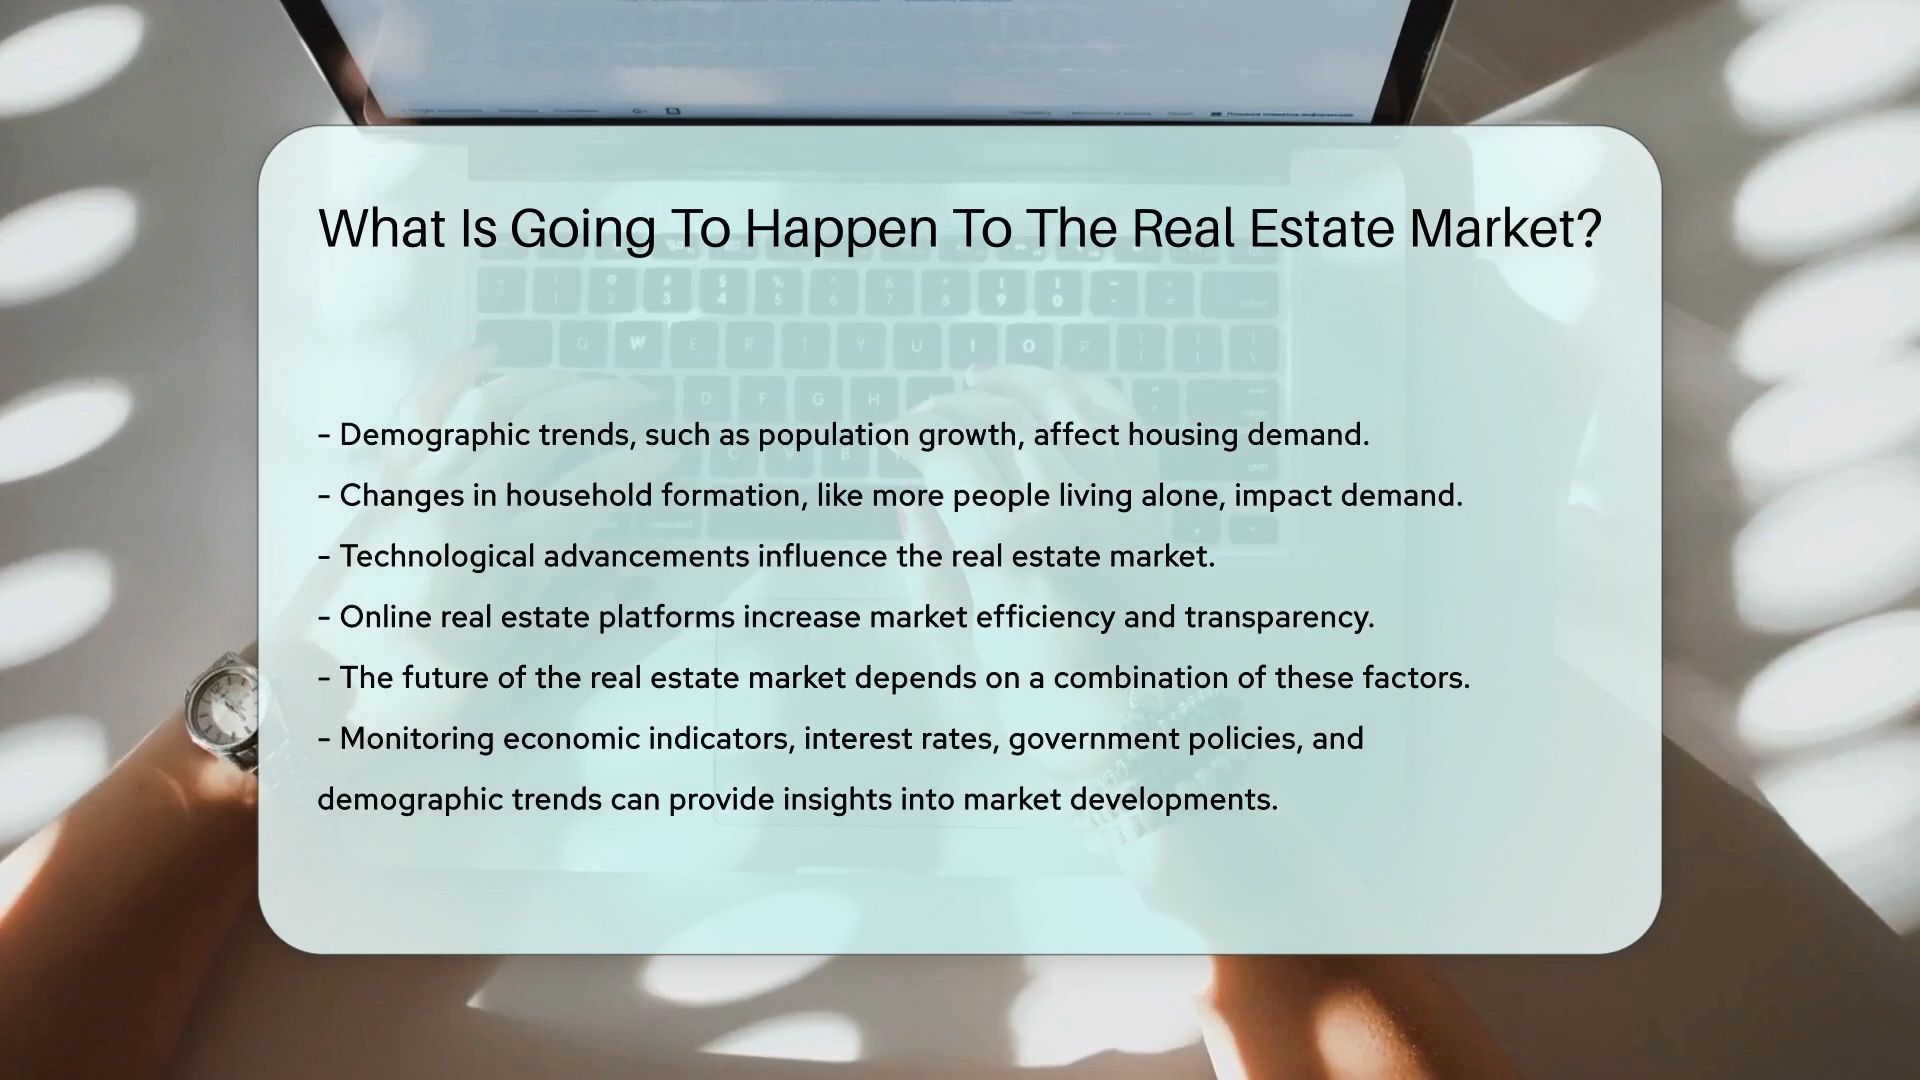 What Is Going To Happen To The Real Estate Market?
- Demographic trends, such as population growth, affect housing demand.
- Changes in household formation, like more people living alone, impact demand.
- Technological advancements influence the real estate market.
- Online real estate platforms increase market efficiency and transparency.
- The future of the real estate market depends on a combination of these factors.
- Monitoring economic indicators, interest rates, government policies, and
demographic trends can provide insights into market developments.